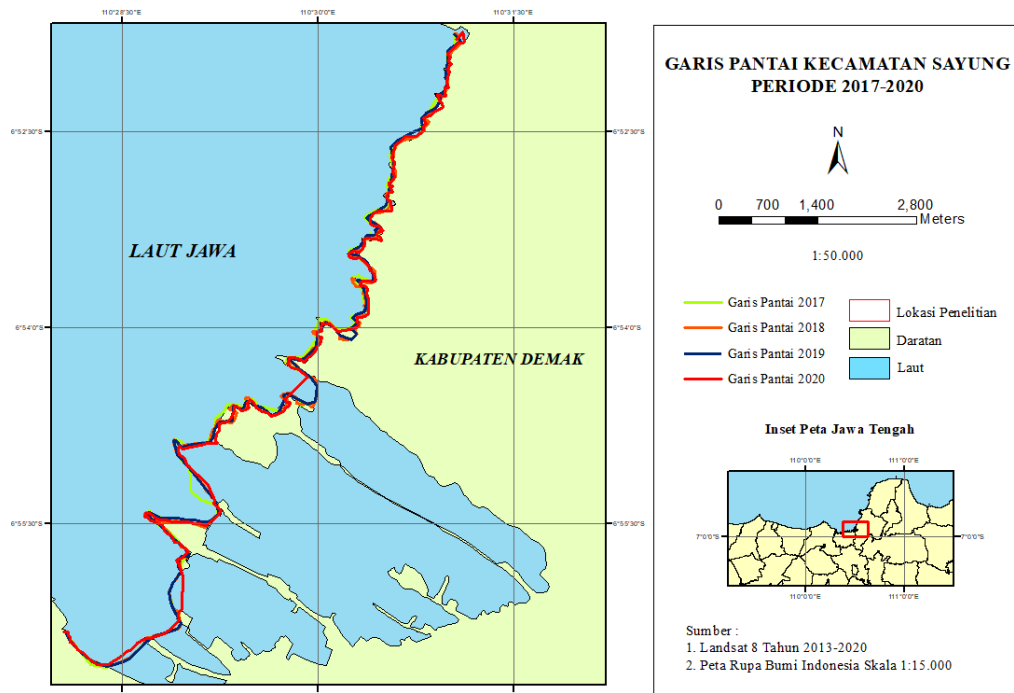 110°28'30"E 110°30'0"E 110°31'30"E
6°52'30"S 6°52'30"S
LAUT JAWA
6°54'0"S 6°54'0"S
KABUPATEN DEMAK
6°55'30"S 6°55'30"S
GARIS PANTAI KECAMATAN SAYUNG
PERIODE 2017-2020
N
0 700 1,400 2,800
Meters
1:50.000
Garis Pantai 2017
Garis Pantai 2018
Garis Pantai 2019
Garis Pantai 2020
Lokasi Penelitian
Daratan
Laut
Inset Peta Jawa Tengah
110°0'0"E 111°0'0"E
7°0'0"S 7°0'0"S
110°0'0"E 111°0'0"E
Sumber :
1. Landsat 8 Tahun 2013-2020
2. Peta Rupa Bumi Indonesia Skala 1:15.000